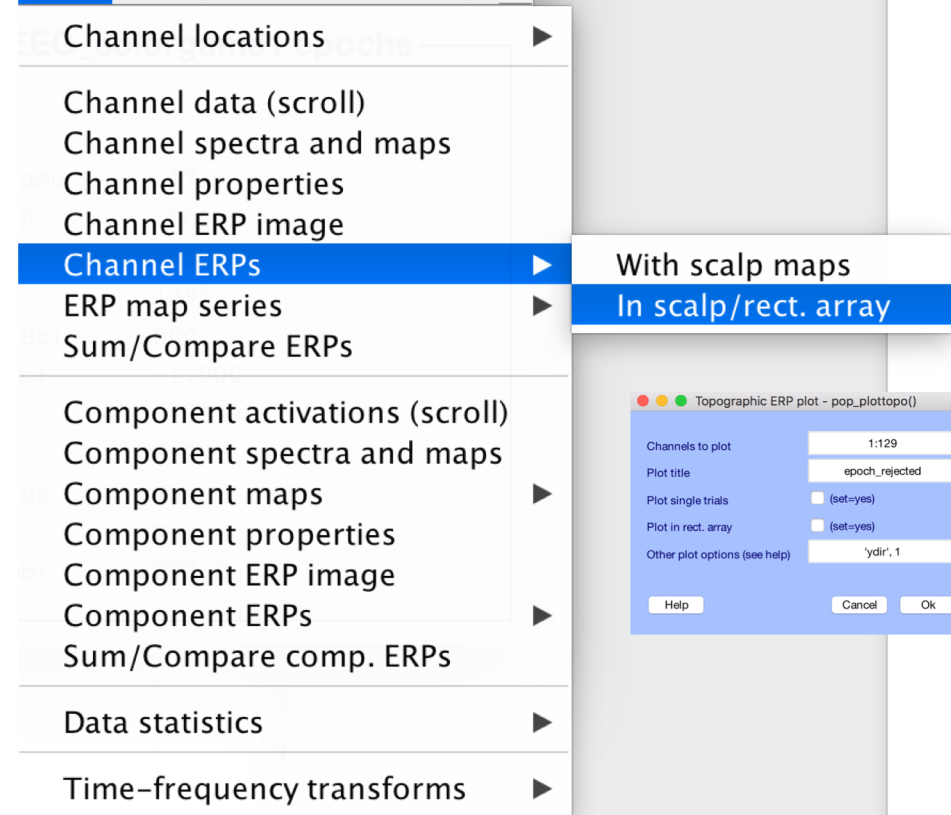 Channel locations
Channel data (scroll)
Channel spectra and maps
Channel properties
Channel ERP image
Channel ERPs
ERP map series
Sum/Compare ERPs
Component activations (scroll)
Component spectra and maps
Component maps
Component properties
Component ERP image
Component ERPs
Sum/Compare comp. ERPs
Data statistics
Time-frequency transforms
With scalp maps
In scalp/rect. array
Topographic ERP plot - pop_plottopo()
Channels to plot 1:129
Plot title epoch_rejected
Plot single trials (set=yes)
Plot in rect. array (set=yes)
Other plot options (see help) 'ydir', 1
Help Cancel Ok